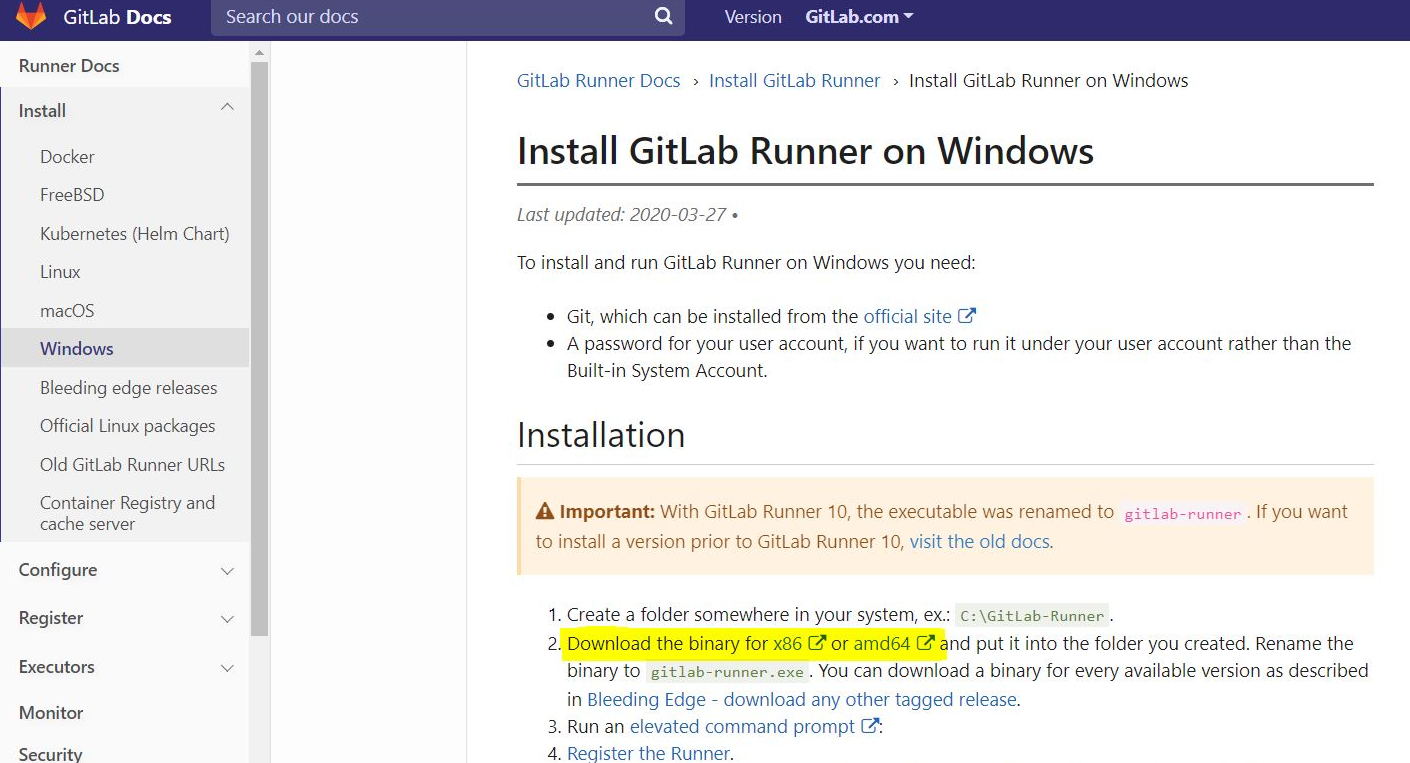 GitLab Docs
Search our docs
Version
GitLab.com
Runner Docs
Install
Docker
FreeBSD
Kubernetes (Helm Chart)
Linux
macOS
Windows
Bleeding edge releases
Official Linux packages
Old GitLab Runner URLs
Container Registry and
cache server
Configure
Register
Executors
Monitor
Security
GitLab Runner Docs › Install GitLab Runner › Install GitLab Runner on Windows
Install GitLab Runner on Windows
Last updated: 2020-03-27 •
To install and run GitLab Runner on Windows you need:
• Git, which can be installed from the official site
• A password for your user account, if you want to run it under your user account rather than the
Built-in System Account.
Installation
Important: With GitLab Runner 10, the executable was renamed to gitlab-runner. If you want
to install a version prior to GitLab Runner 10, visit the old docs.
1. Create a folder somewhere in your system, ex.: C:\GitLab-Runner.
2. Download the binary for x86 or amd64 and put it into the folder you created. Rename the
binary to gitlab-runner.exe. You can download a binary for every available version as described
in Bleeding Edge - download any other tagged release.
3. Run an elevated command prompt:
4. Register the Runner.